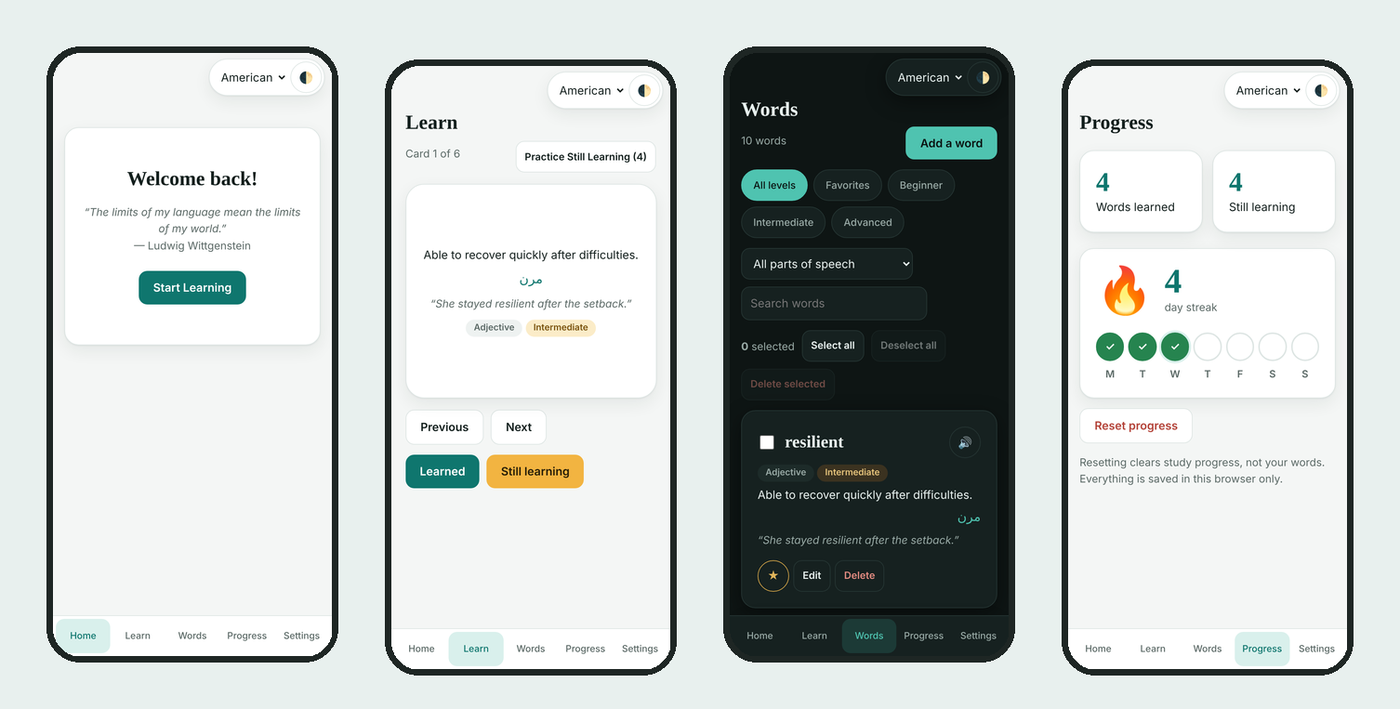 American
Welcome back!
“The limits of my language mean the limits
of my world.”
— Ludwig Wittgenstein
Start Learning
Home Learn Words Progress Settings
American
Learn
Card 1 of 6
Practice Still Learning (4)
Able to recover quickly after difficulties.
مرن
“She stayed resilient after the setback.”
Adjective Intermediate
Previous Next
Learned Still learning
Home Learn Words Progress Settings
American
Words
10 words
Add a word
All levels Favorites Beginner
Intermediate Advanced
All parts of speech
Search words
0 selected Select all Deselect all
Delete selected
resilient
Adjective Intermediate
Able to recover quickly after difficulties.
مرن
“She stayed resilient after the setback.”
Edit Delete
Home Learn Words Progress Settings
American
Progress
4
Words learned
4
Still learning
4
day streak
M T W T F S S
Reset progress
Resetting clears study progress, not your words.
Everything is saved in this browser only.
Home Learn Words Progress Settings